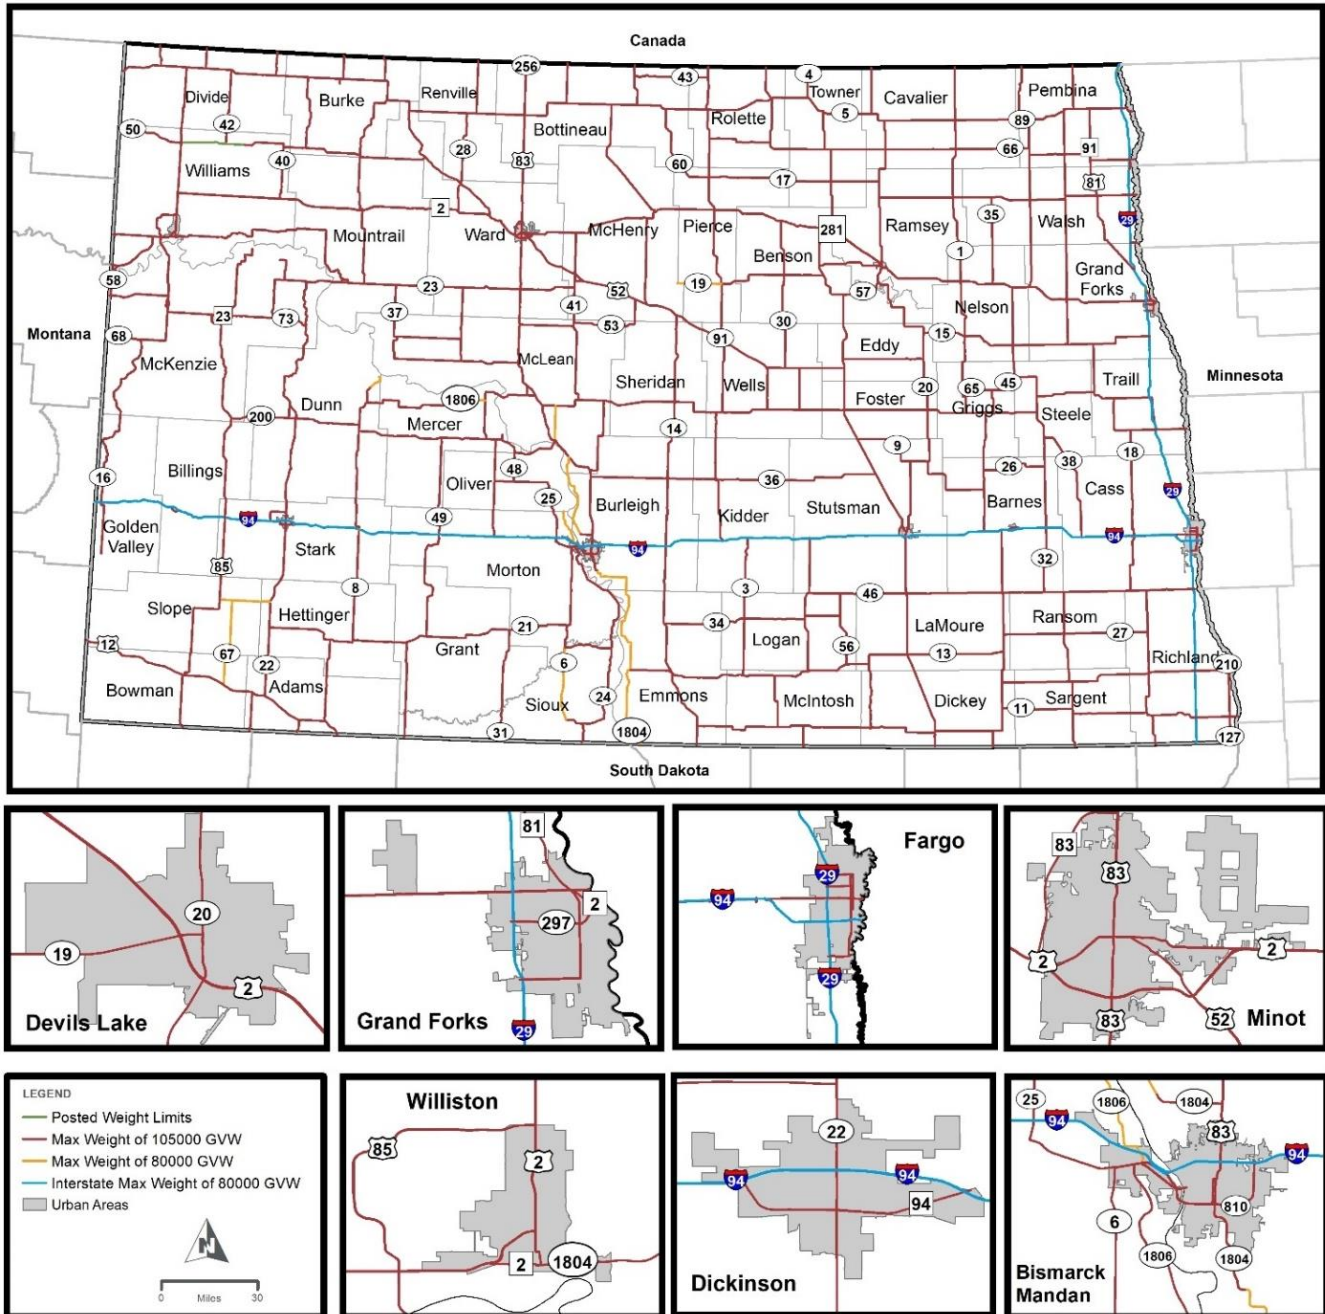 Canada
256
43
4
Towner
Divide
Burke
Renville
Cavalier
Pembina
42
Bottineau
Rolette
5
89
50
28
83
60
66
91
40
Williams
17
81
2
35
29
Mountrail
Ward
McHenry
Pierce
281
Ramsey
Walsh
Benson
1
Grand
Forks
58
23
52
19
57
Nelson
23
73
37
41
53
30
15
Montana
68
McKenzie
McLean
91
Eddy
Minnesota
Sheridan
Wells
20
65
45
Traill
Dunn
1806
Foster
Griggs
Steele
200
Mercer
14
9
16
Billings
48
26
38
18
Oliver
25
36
Barnes
Cass
29
Burleigh
Kidder
Stutsman
Golden
Valley
94
49
94
94
Stark
85
Morton
32
8
3
Slope
Hettinger
46
Ransom
12
67
22
21
34
Logan
LaMoure
27
Grant
56
13
Richland
210
6
Bowman
Adams
Sioux
24
Emmons
McIntosh
Dickey
Sargent
11
31
1804
127
South Dakota
20
19
2
Devils Lake
81
2
297
Grand Forks
29
Fargo
29
94
29
83
83
2
2
83
52
Minot
LEGEND
Posted Weight Limits
Max Weight of 105000 GVW
Max Weight of 80000 GVW
Interstate Max Weight of 80000 GVW
Urban Areas
N
0 Miles 30
Williston
85
2
2
1804
22
94
94
94
Dickinson
25
1806
1804
94
83
94
6
810
1806
1804
Bismarck
Mandan